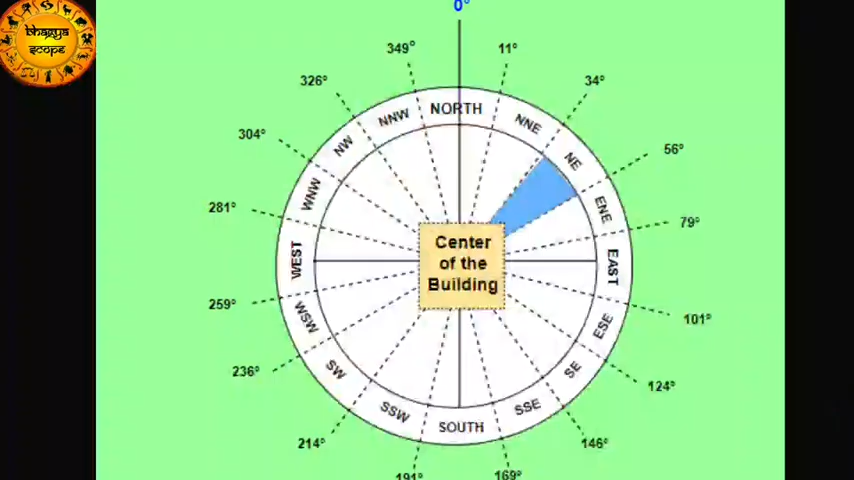 bhagya
scope
0°
349°
11°
326°
34°
304°
56°
281°
79°
259°
101°
236°
124°
214°
146°
191°
169°
NORTH
NNE
NE
ENE
EAST
ESE
SE
SSE
SOUTH
SSW
SW
WSW
WEST
WNW
NW
NNW
Center
of the
Building